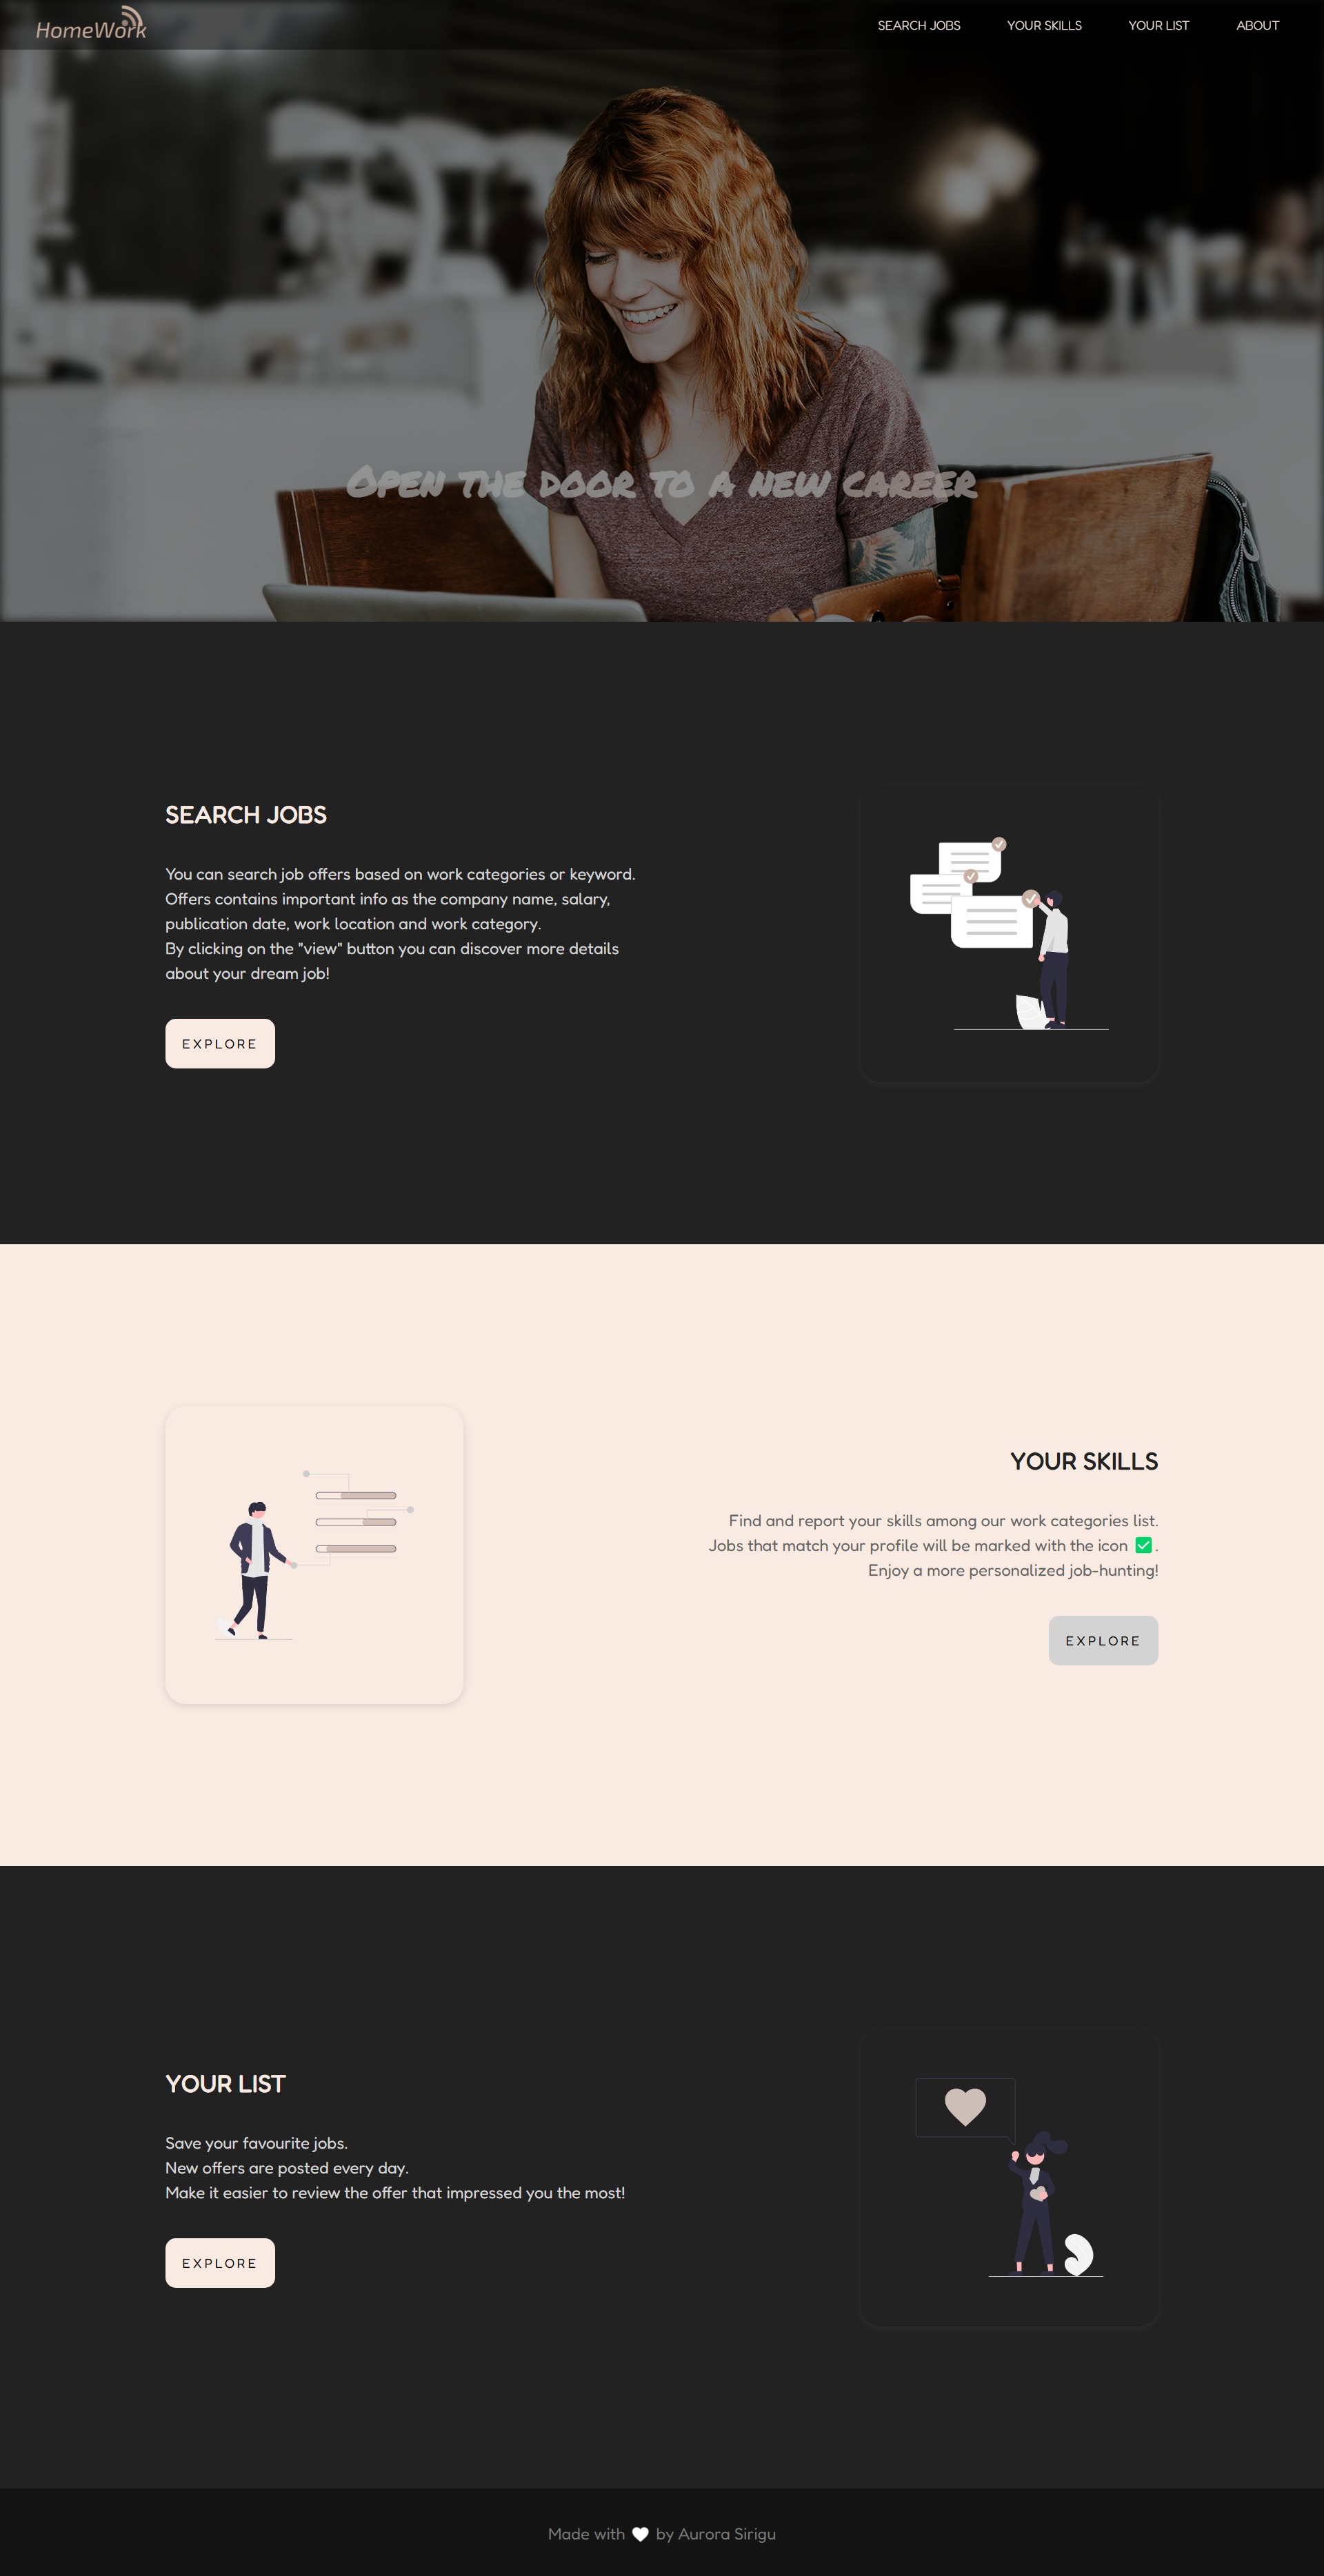 HomeWork
SEARCH JOBS YOUR SKILLS YOUR LIST ABOUT
Open the door to a new career
SEARCH JOBS
You can search job offers based on work categories or keyword.
Offers contains important info as the company name, salary,
publication date, work location and work category.
By clicking on the "view" button you can discover more details
about your dream job!
EXPLORE
YOUR SKILLS
Find and report your skills among our work categories list.
Jobs that match your profile will be marked with the icon ✅.
Enjoy a more personalized job-hunting!
EXPLORE
YOUR LIST
Save your favourite jobs.
New offers are posted every day.
Make it easier to review the offer that impressed you the most!
EXPLORE
Made with 🤍 by Aurora Sirigu